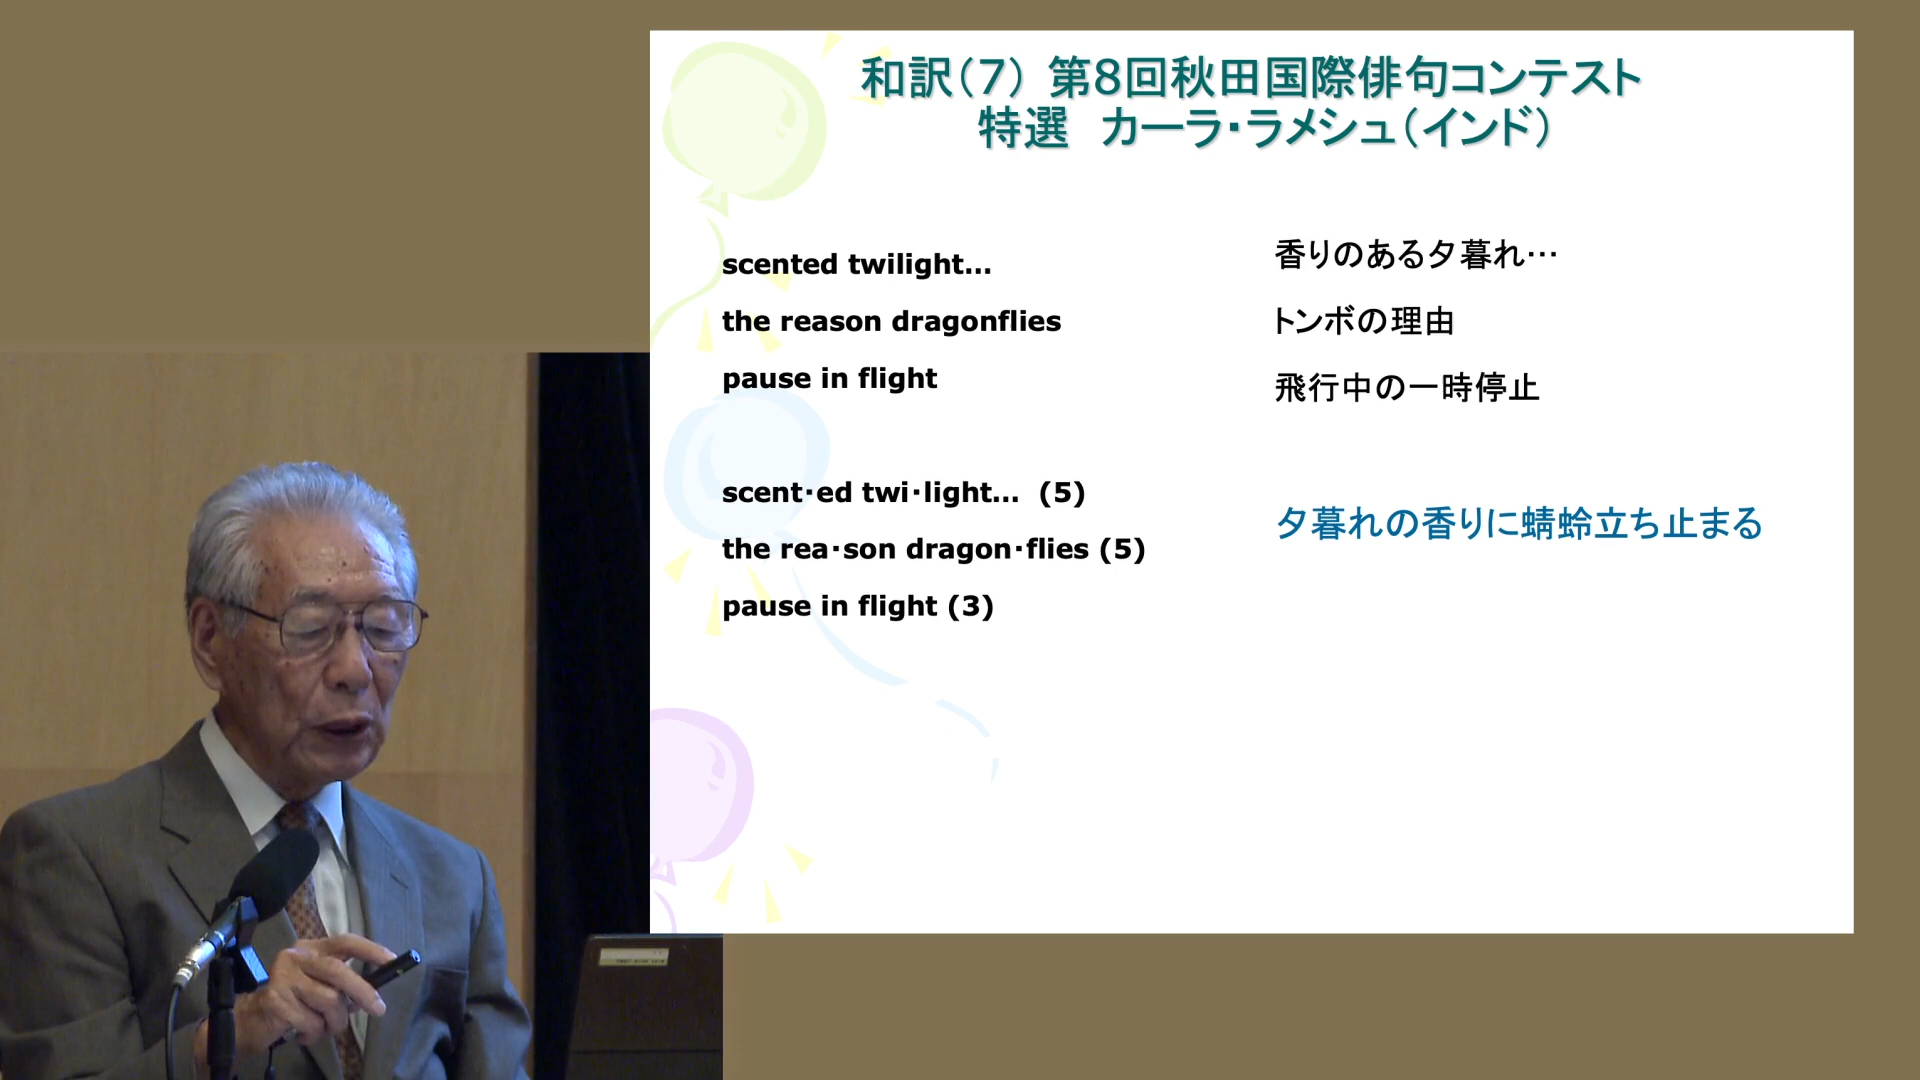 和訳（7） 第8回秋田国際俳句コンテスト
特選　カーラ・ラメシュ（インド）
scented twilight...
the reason dragonflies
pause in flight
香りのある夕暮れ…
トンボの理由
飛行中の一時停止
scent·ed twi·light... (5)
the rea·son dragon·flies (5)
pause in flight (3)
夕暮れの香りに蜻蛉立ち止まる